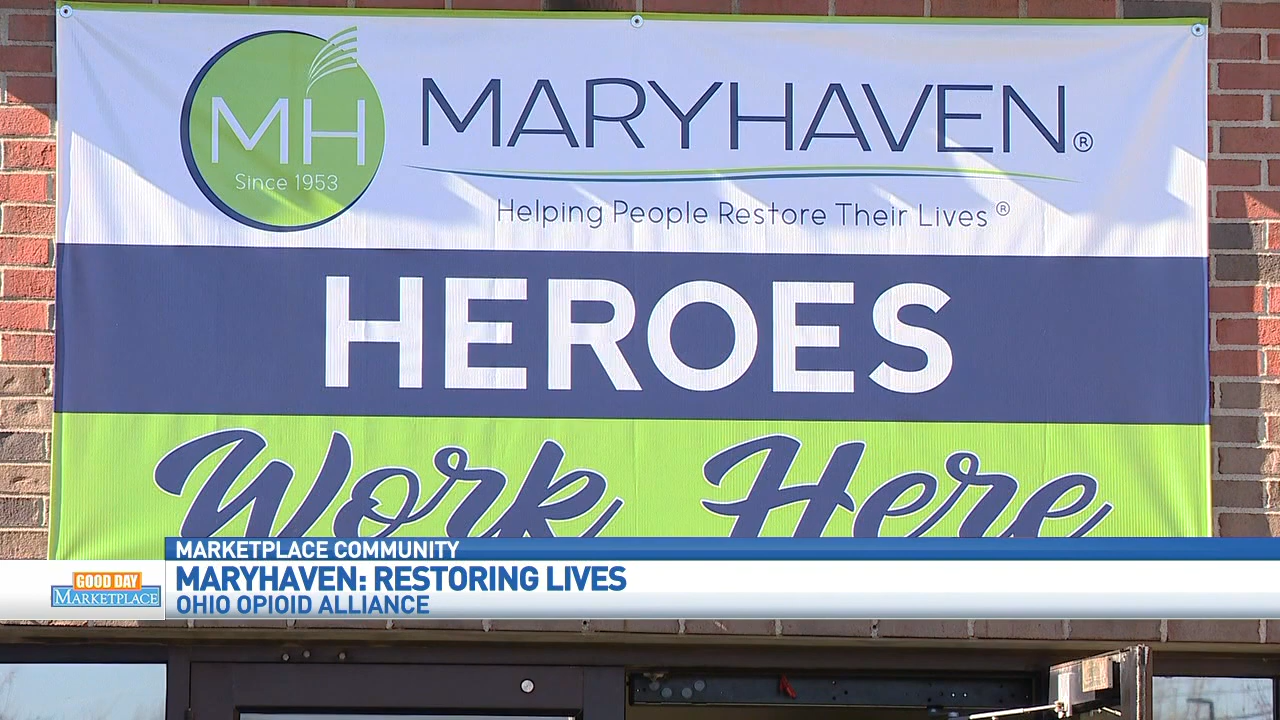 MH
Since 1953
MARYHAVEN®
Helping People Restore Their Lives ®
HEROES
Work Here
MARKETPLACE COMMUNITY
MARYHAVEN: RESTORING LIVES
OHIO OPIOID ALLIANCE
GOOD DAY
MARKETPLACE